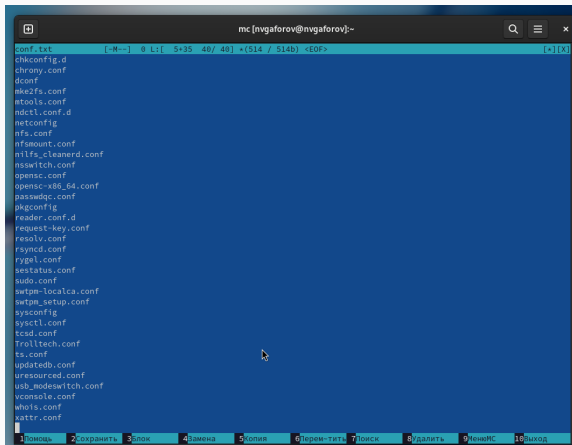 mc [nvgaforov@nvgaforov]:~
conf.txt [-M--] 0 L:[ 5+35 40/ 40] *(514 / 514b) <EOF> [*][X]
chkconfig.d
chrony.conf
dconf
mke2fs.conf
mtools.conf
ndctl.conf.d
netconfig
nfs.conf
nfsmount.conf
nilfs_cleanerd.conf
nsswitch.conf
opensc.conf
opensc-x86_64.conf
passwdqc.conf
pkgconfig
reader.conf.d
request-key.conf
resolv.conf
rsyncd.conf
rygel.conf
sestatus.conf
sudo.conf
swtpm-localca.conf
swtpm_setup.conf
sysconfig
sysctl.conf
tcsd.conf
Trolltech.conf
ts.conf
updatedb.conf
uresourced.conf
usb_modeswitch.conf
vconsole.conf
whois.conf
xattr.conf
1Помощь 2Сохранить 3Блок 4Замена 5Копия 6Перем~тить 7Поиск 8Удалить 9МенюМС 10Выход